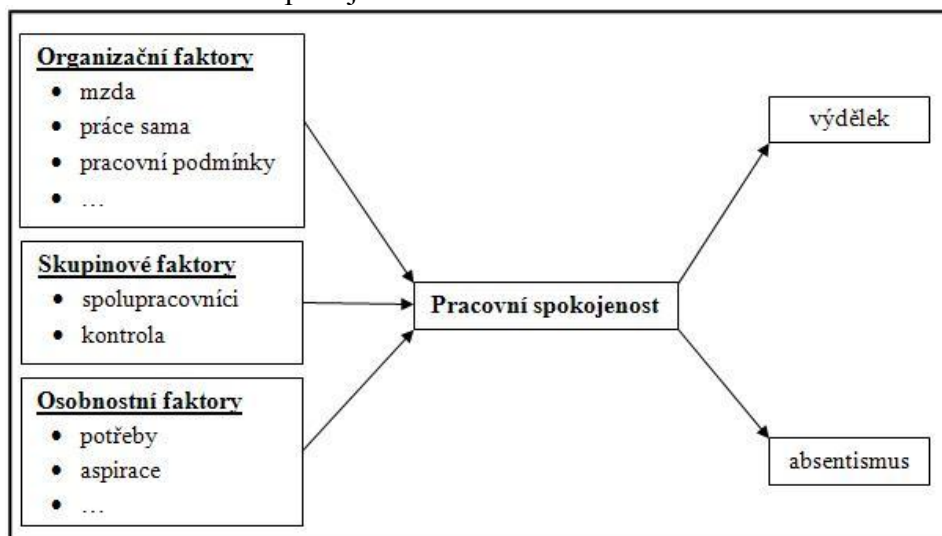 Organizační faktory
• mzda
• práce sama
• pracovní podmínky
• …
Skupinové faktory
• spolupracovníci
• kontrola
Osobnostní faktory
• potřeby
• aspirace
• …
Pracovní spokojenost
výdělek
absentismus